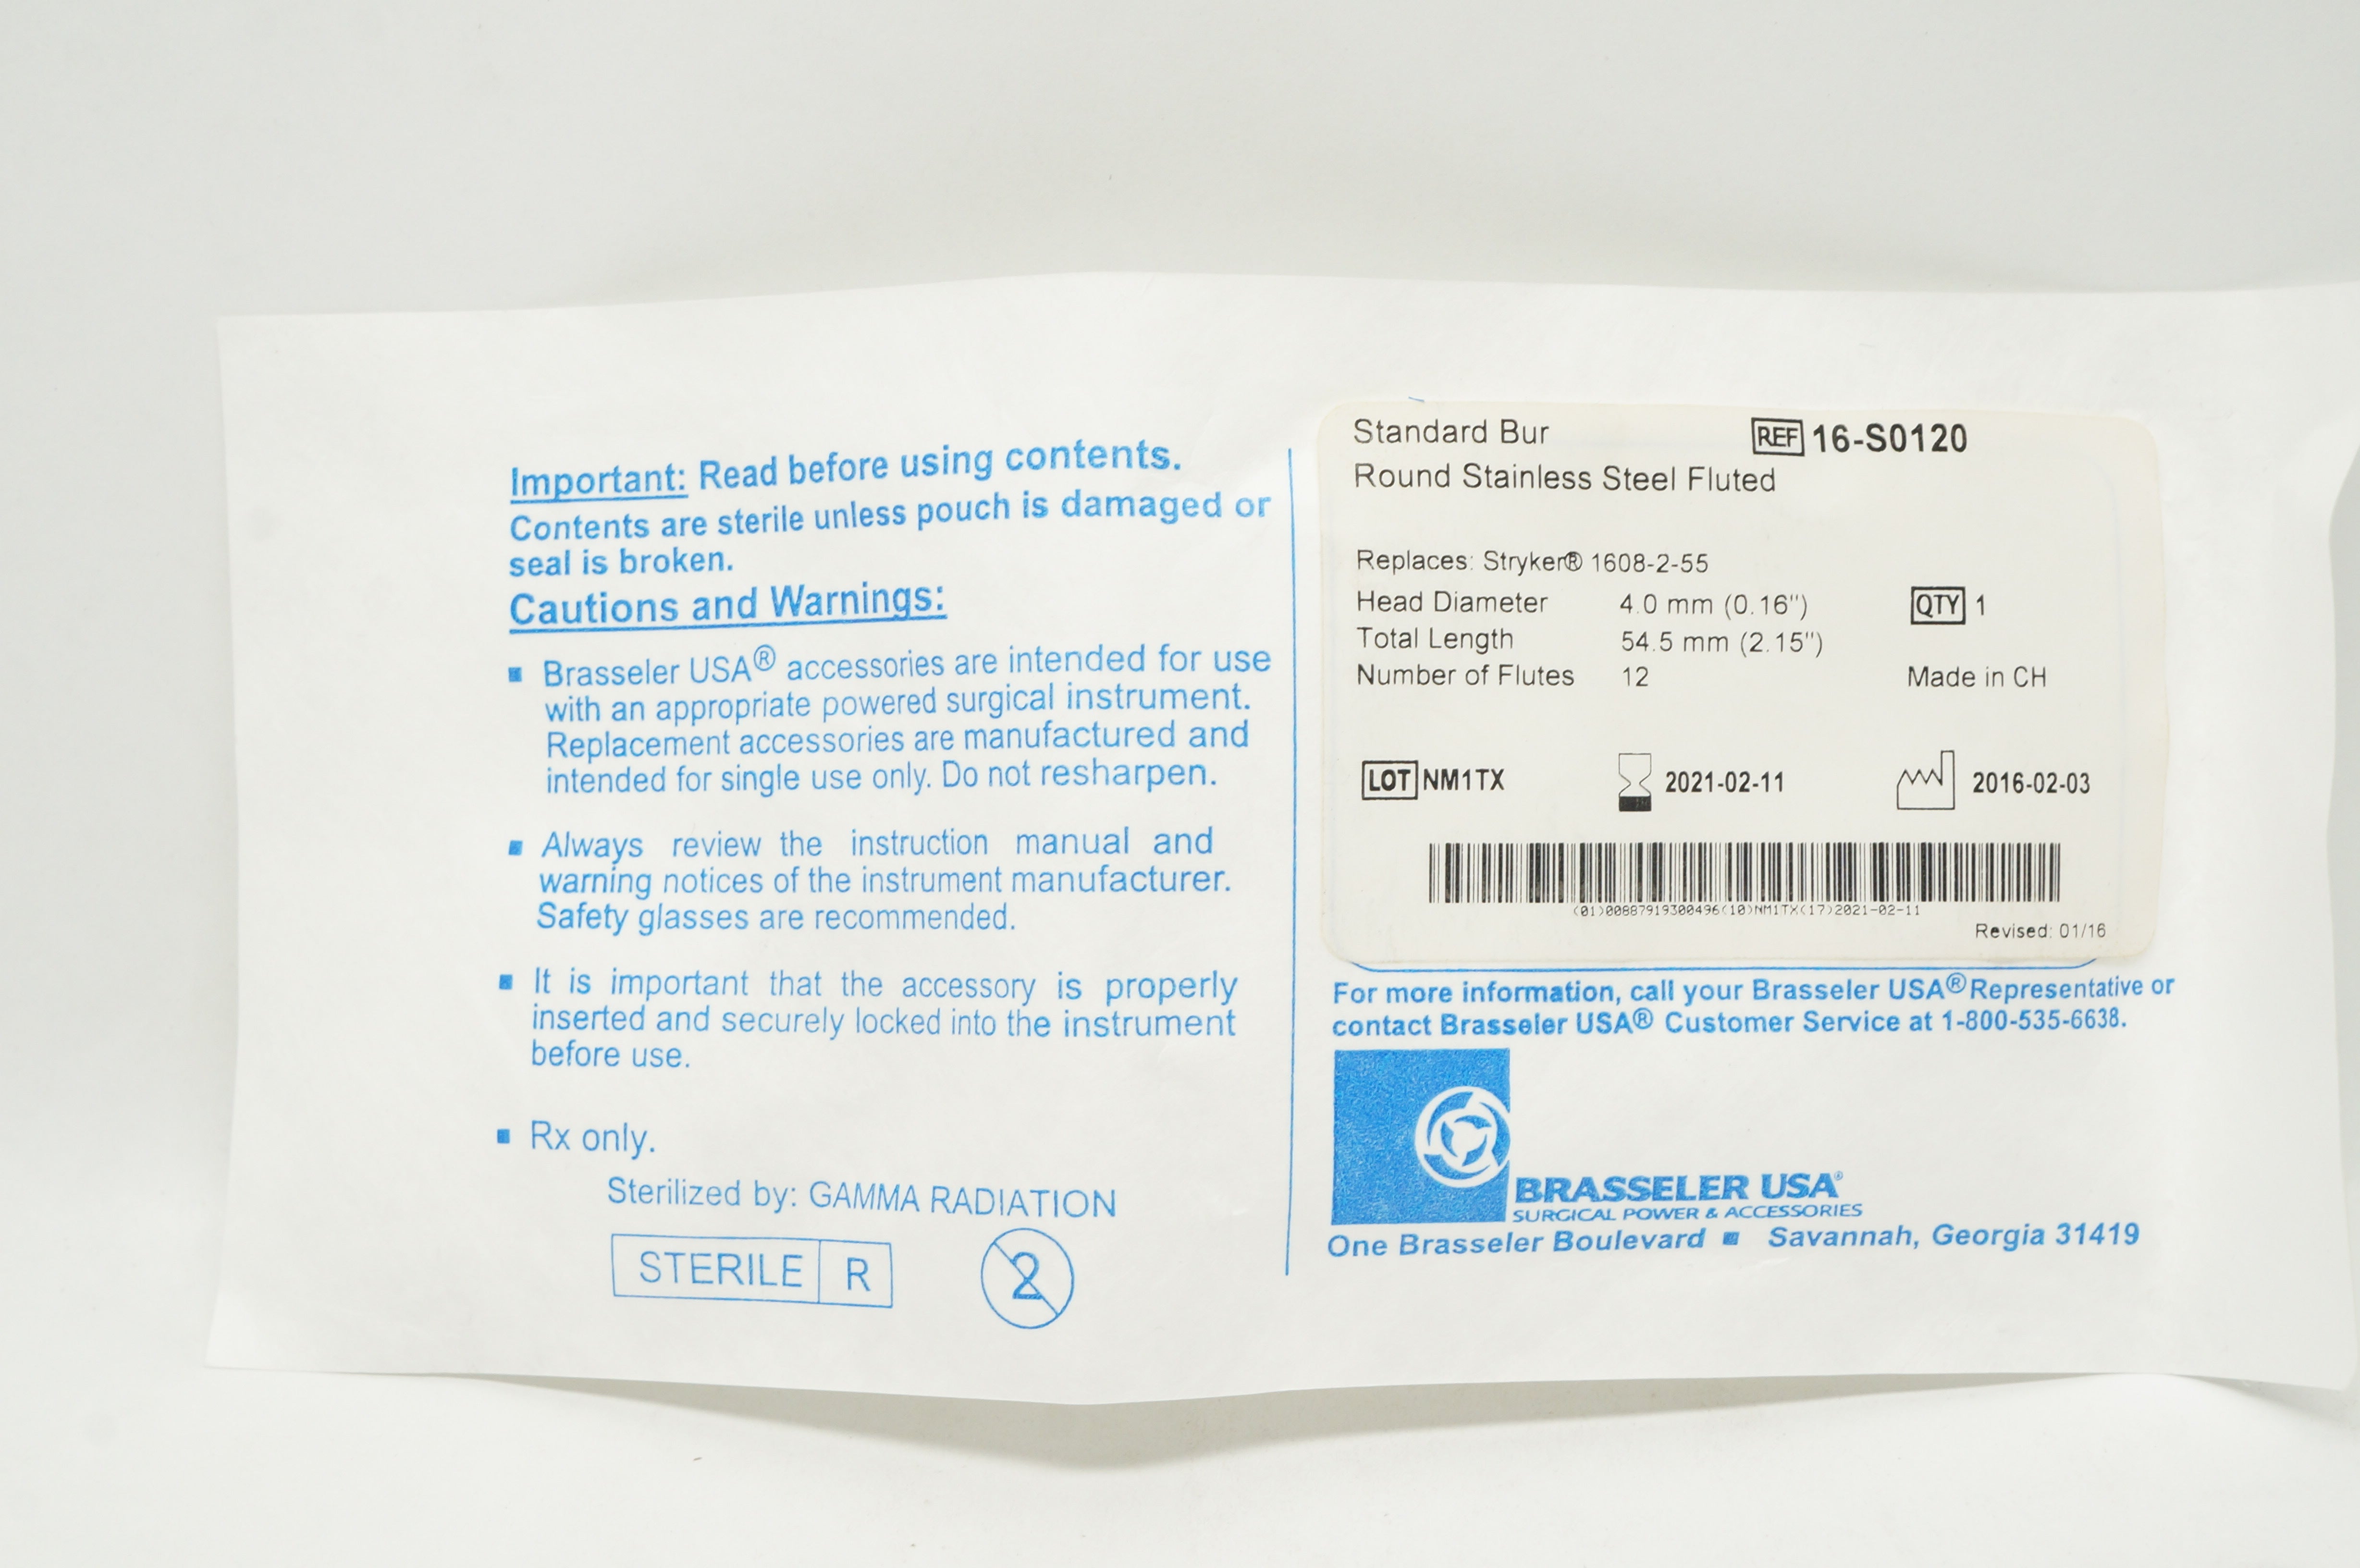 Important: Read before using contents.
Contents are sterile unless pouch is damaged or
seal is broken.
Cautions and Warnings:
▪ Brasseler USA® accessories are intended for use
with an appropriate powered surgical instrument.
Replacement accessories are manufactured and
intended for single use only. Do not resharpen.
▪ Always review the instruction manual and
warning notices of the instrument manufacturer.
Safety glasses are recommended.
▪ It is important that the accessory is properly
inserted and securely locked into the instrument
before use.
▪ Rx only.
Sterilized by: GAMMA RADIATION
STERILE R
2
Standard Bur REF 16-S0120
Round Stainless Steel Fluted
Replaces: Stryker® 1608-2-55
Head Diameter 4.0 mm (0.16") QTY 1
Total Length 54.5 mm (2.15")
Number of Flutes 12 Made in CH
LOT NM1TX 2021-02-11 2016-02-03
(01)00887919300496(10)NM1TX(17)2021-02-11
Revised: 01/16
For more information, call your Brasseler USA® Representative or
contact Brasseler USA® Customer Service at 1-800-535-6638.
BRASSELER USA®
SURGICAL POWER & ACCESSORIES
One Brasseler Boulevard ▪ Savannah, Georgia 31419